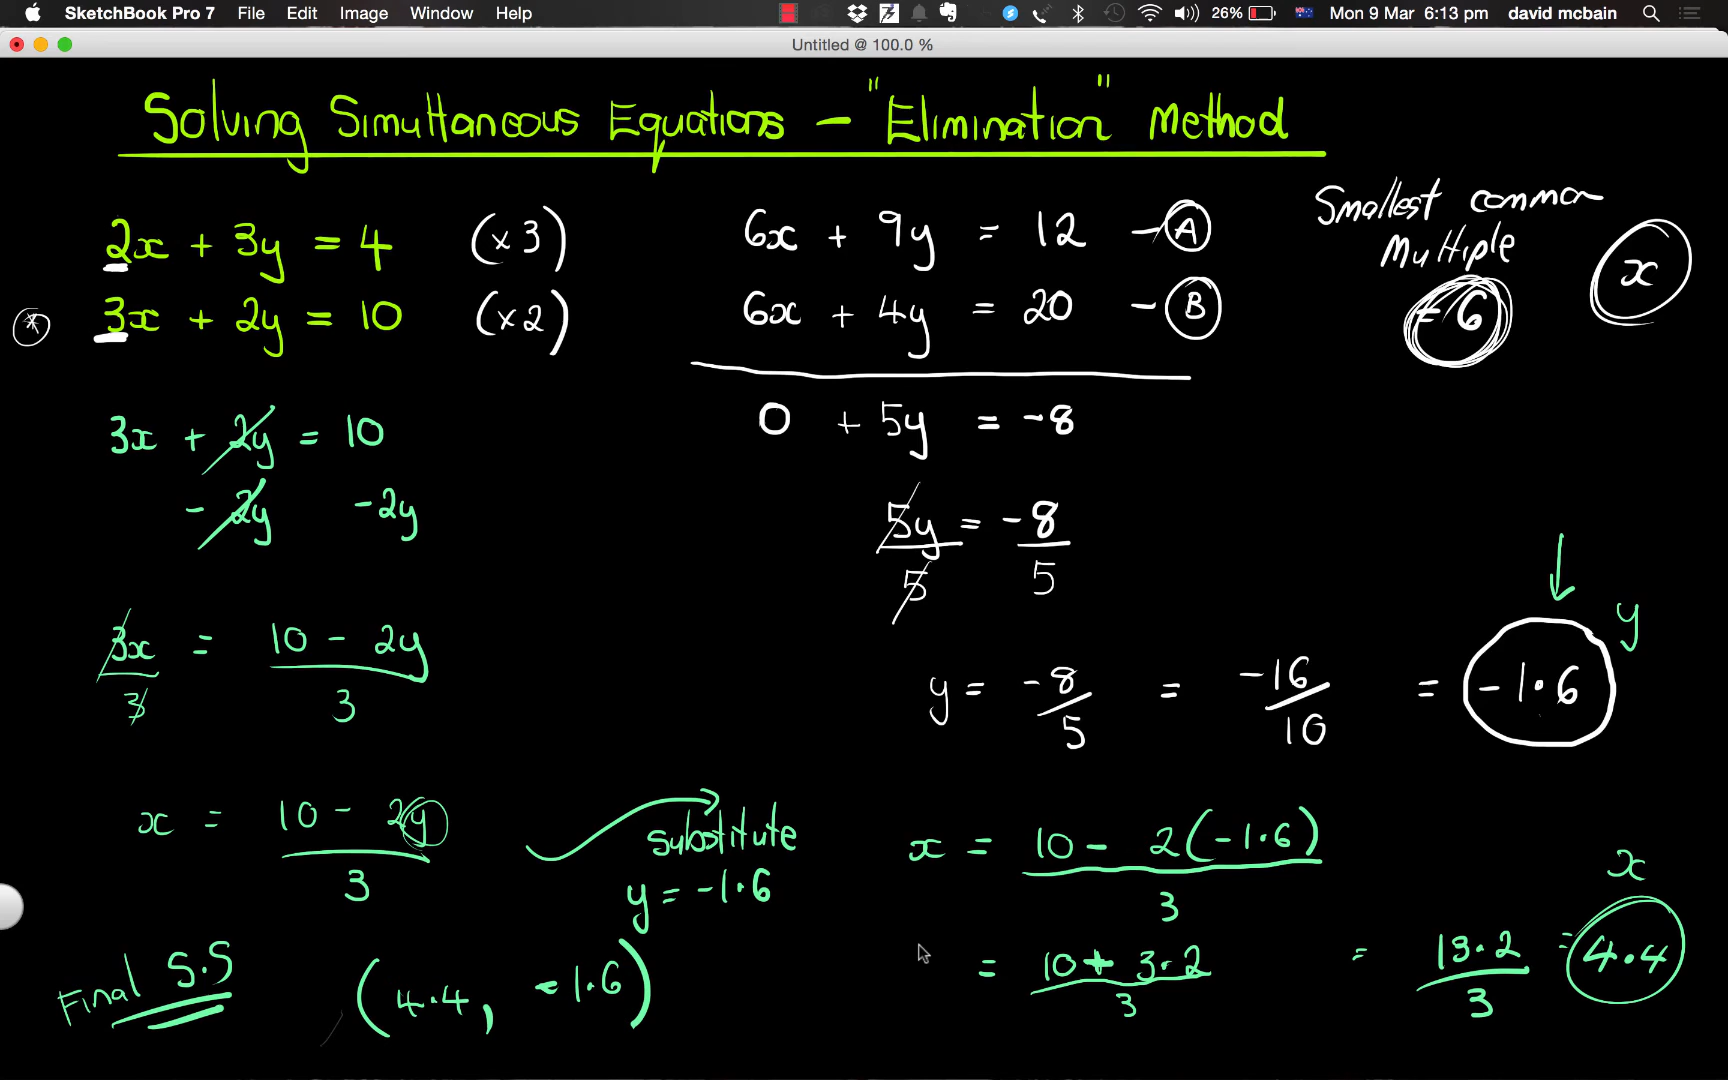 SketchBook Pro 7 File Edit Image Window Help 26% Mon 9 Mar 6:13 pm david mcbain
Untitled @ 100.0 %
Solving Simultaneous Equations - "Elimination" Method
2x + 3y = 4 (x3)
* 3x + 2y = 10 (x2)
6x + 9y = 12 - A
6x + 4y = 20 - B
0 + 5y = -8
Smallest common
Multiple
= 6
x
5y/5 = -8/5
y = -8/5 = -16/10 = -1.6
y
3x + 2y = 10
- 2y -2y
3x/3 = 10 - 2y/3
x = 10 - 2y/3
substitute
y = -1.6
x = 10 - 2(-1.6)/3
= 10 + 3.2/3 = 13.2/3 = 4.4
x
Final S.S (4.4, -1.6)